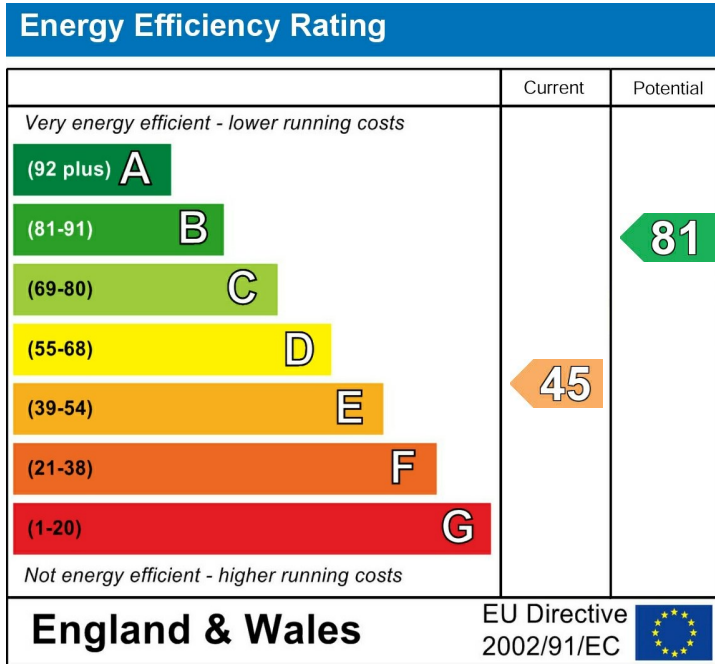 Energy Efficiency Rating
Current Potential
Very energy efficient - lower running costs
(92 plus) A
(81-91) B
81
(69-80) C
(55-68) D
(39-54) E
45
(21-38) F
(1-20) G
Not energy efficient - higher running costs
England & Wales
EU Directive
2002/91/EC